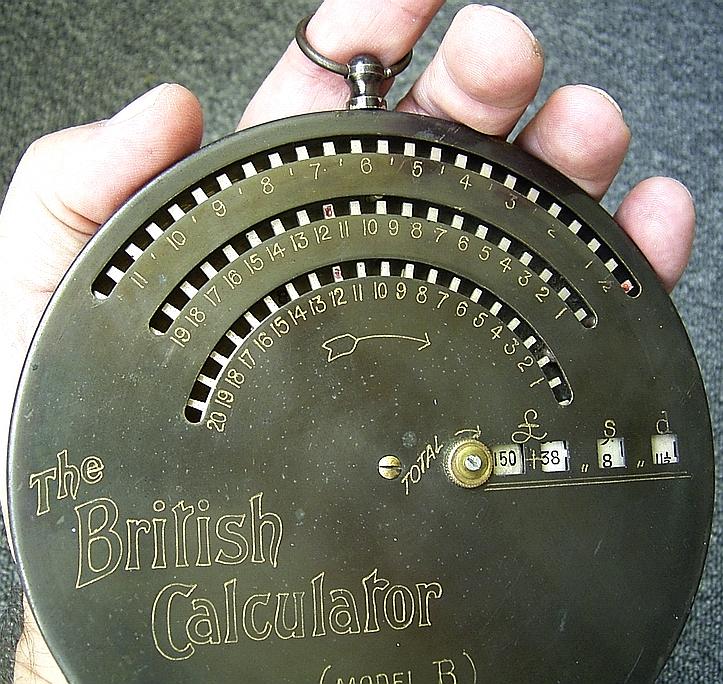 11 10 9 8 7 6 5 4 3 2 1 ½
19 18 17 16 15 14 13 12 11 10 9 8 7 6 5 4 3 2 1
20 19 18 17 16 15 14 13 12 11 10 9 8 7 6 5 4 3 2 1
£ s d
TOTAL 150 +38 " 8 " 11½
The
British
Calculator
(MODEL B)